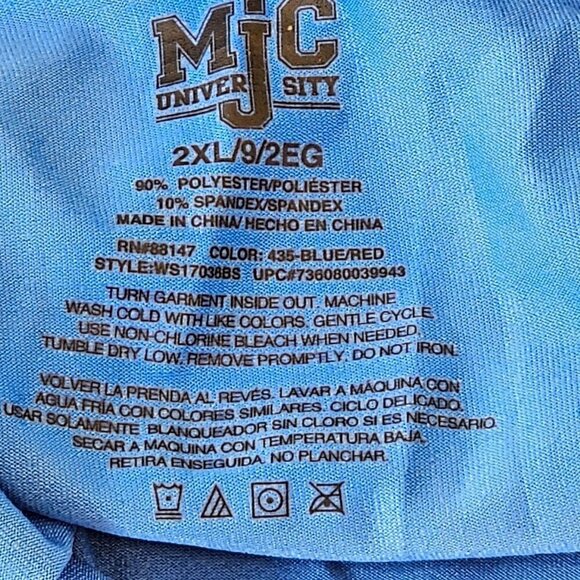 MjC
UNIVERSITY
2XL/9/2EG
90% POLYESTER/POLIÉSTER
10% SPANDEX/SPANDEX
MADE IN CHINA/ HECHO EN CHINA
RN#88147 COLOR: 435-BLUE/RED
STYLE:WS17036BS UPC#736080039943
TURN GARMENT INSIDE OUT. MACHINE
WASH COLD WITH LIKE COLORS. GENTLE CYCLE.
USE NON-CHLORINE BLEACH WHEN NEEDED.
TUMBLE DRY LOW. REMOVE PROMPTLY. DO NOT IRON.
VOLVER LA PRENDA AL REVÉS. LAVAR A MÁQUINA CON
AGUA FRÍA CON COLORES SIMILARES. CICLO DELICADO.
USAR SOLAMENTE BLANQUEADOR SIN CLORO SI ES NECESARIO.
SECAR A MAQUINA CON TEMPERATURA BAJA.
RETIRA ENSEGUIDA. NO PLANCHAR.